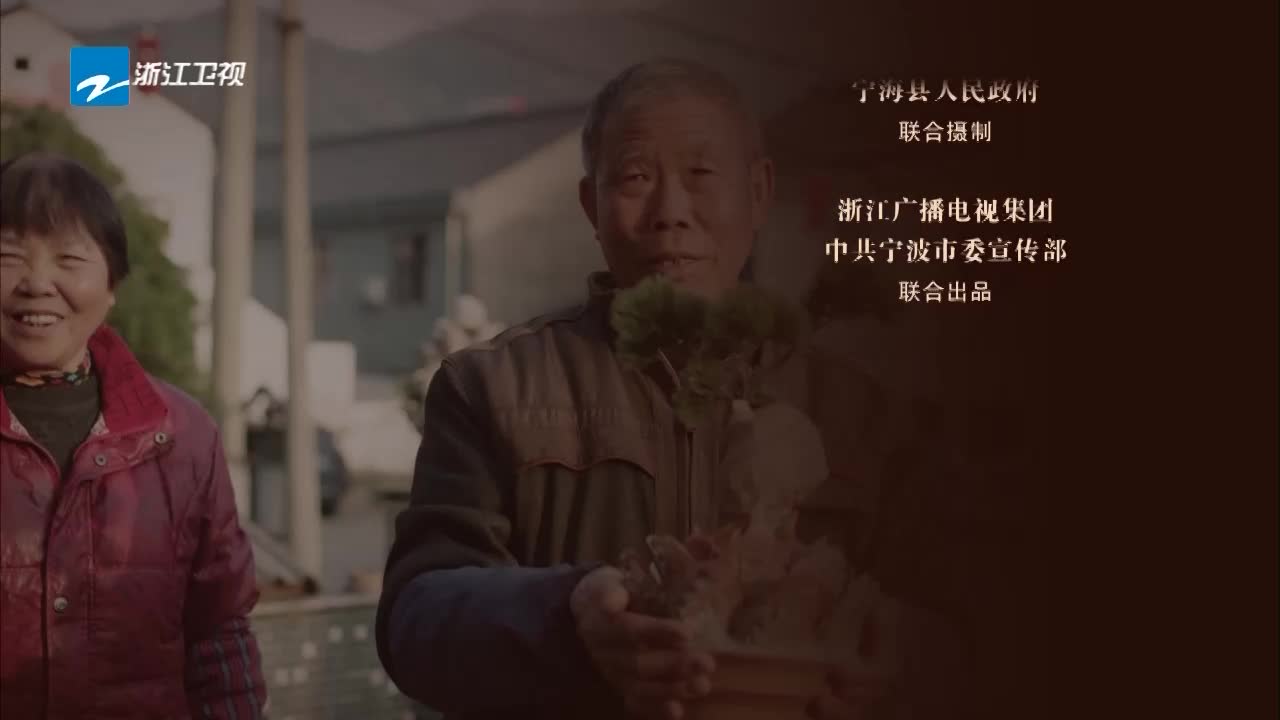 浙江卫视
宁海县人民政府
联合摄制
浙江广播电视集团
中共宁波市委宣传部
联合出品